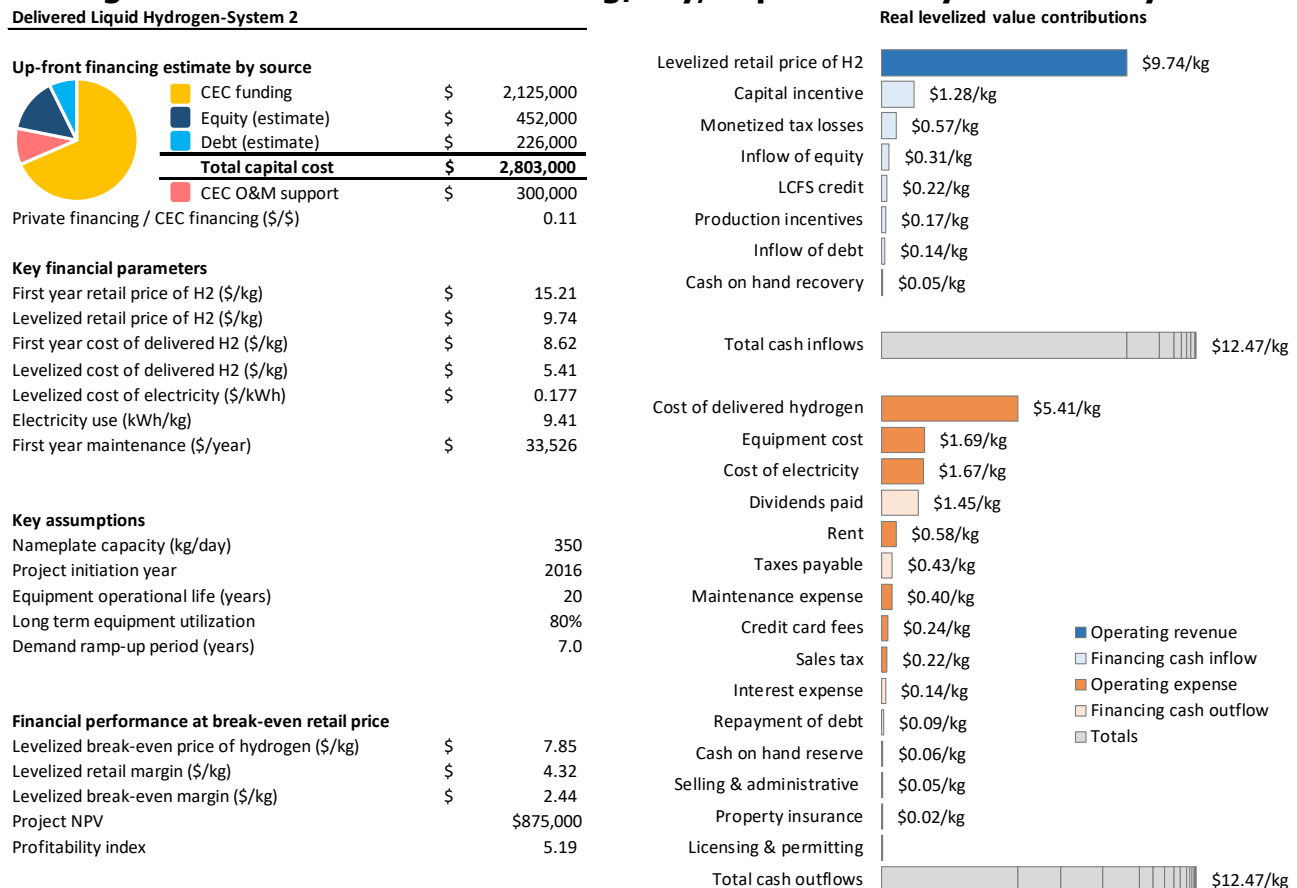 Delivered Liquid Hydrogen-System 2
Up-front financing estimate by source
CEC funding $ 2,125,000
Equity (estimate) $ 452,000
Debt (estimate) $ 226,000
Total capital cost $ 2,803,000
CEC O&M support $ 300,000
Private financing / CEC financing ($/$) 0.11
Key financial parameters
First year retail price of H2 ($/kg) $ 15.21
Levelized retail price of H2 ($/kg) $ 9.74
First year cost of delivered H2 ($/kg) $ 8.62
Levelized cost of delivered H2 ($/kg) $ 5.41
Levelized cost of electricity ($/kWh) $ 0.177
Electricity use (kWh/kg) 9.41
First year maintenance ($/year) $ 33,526
Key assumptions
Nameplate capacity (kg/day) 350
Project initiation year 2016
Equipment operational life (years) 20
Long term equipment utilization 80%
Demand ramp-up period (years) 7.0
Financial performance at break-even retail price
Levelized break-even price of hydrogen ($/kg) $ 7.85
Levelized retail margin ($/kg) $ 4.32
Levelized break-even margin ($/kg) $ 2.44
Project NPV $875,000
Profitability index 5.19
Real levelized value contributions
Levelized retail price of H2 $9.74/kg
Capital incentive $1.28/kg
Monetized tax losses $0.57/kg
Inflow of equity $0.31/kg
LCFS credit $0.22/kg
Production incentives $0.17/kg
Inflow of debt $0.14/kg
Cash on hand recovery $0.05/kg
Total cash inflows $12.47/kg
Cost of delivered hydrogen $5.41/kg
Equipment cost $1.69/kg
Cost of electricity $1.67/kg
Dividends paid $1.45/kg
Rent $0.58/kg
Taxes payable $0.43/kg
Maintenance expense $0.40/kg
Credit card fees $0.24/kg
Sales tax $0.22/kg
Interest expense $0.14/kg
Repayment of debt $0.09/kg
Cash on hand reserve $0.06/kg
Selling & administrative $0.05/kg
Property insurance $0.02/kg
Licensing & permitting
Total cash outflows $12.47/kg
Operating revenue
Financing cash inflow
Operating expense
Financing cash outflow
Totals